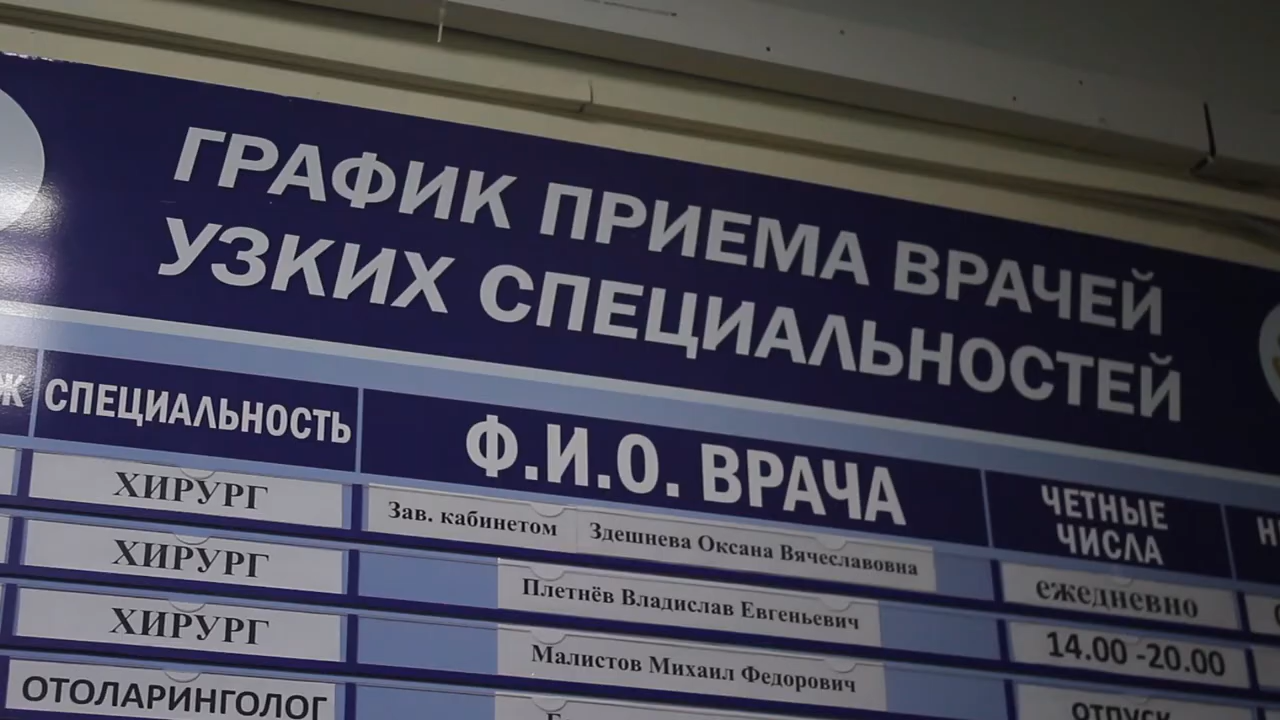 ГРАФИК ПРИЕМА ВРАЧЕЙ
УЗКИХ СПЕЦИАЛЬНОСТЕЙ
СПЕЦИАЛЬНОСТЬ
Ф.И.О. ВРАЧА
ЧЕТНЫЕ
ЧИСЛА
ХИРУРГ Зав. кабинетом Здешнева Оксана Вячеславовна ежедневно
ХИРУРГ Плетнёв Владислав Евгеньевич 14.00 -20.00
ХИРУРГ Малистов Михаил Федорович отпуск
ОТОЛАРИНГОЛОГ